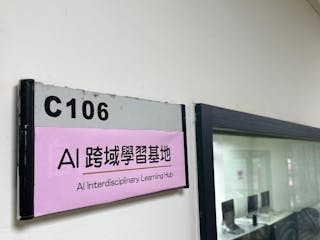 C106
AI 跨域學習基地
AI Interdisciplinary Learning Hub